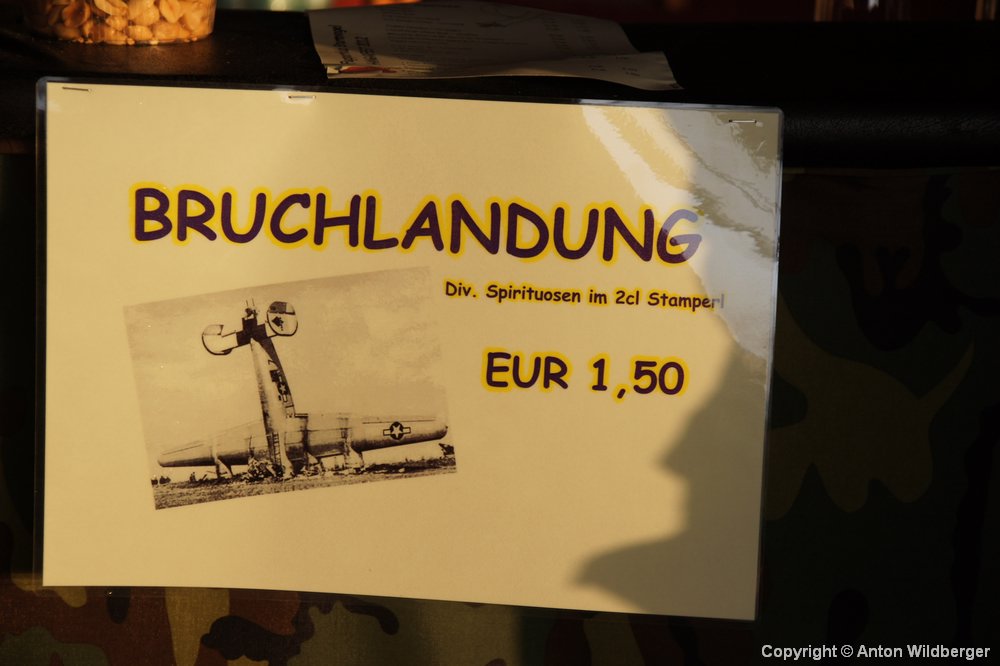 BRUCHLANDUNG
Div. Spirituosen im 2cl Stamperl
EUR 1,50
Copyright © Anton Wildberger